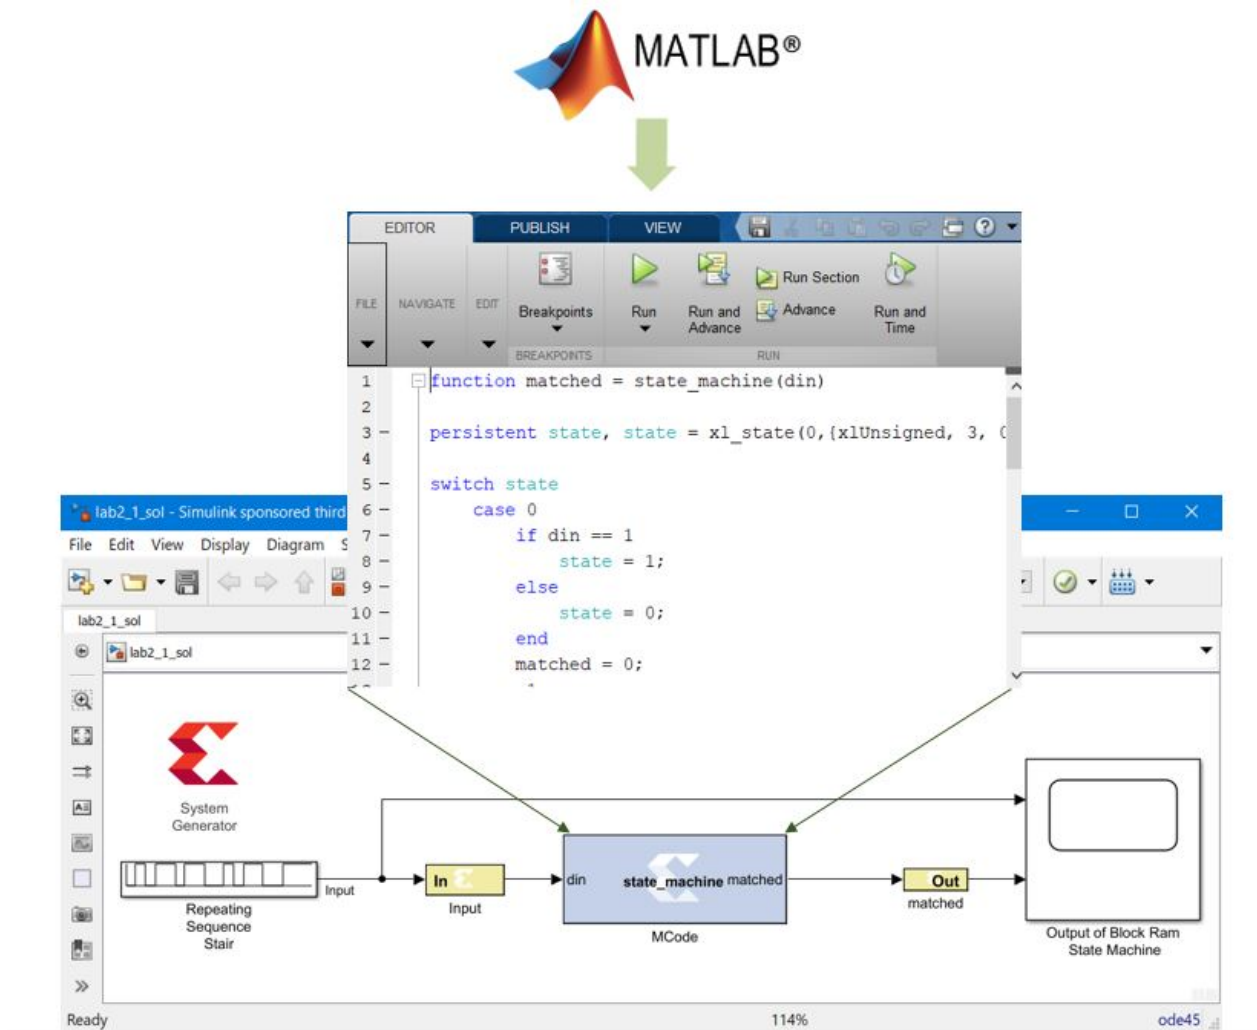 MATLAB®
EDITOR PUBLISH VIEW
FILE NAVIGATE EDIT Breakpoints Run Run and Advance Run Section Advance Run and Time
BREAKPOINTS RUN
1 function matched = state_machine(din)
2
3 - persistent state, state = xl_state(0,{xlUnsigned, 3,
4
5 - switch state
6 - case 0
7 - if din == 1
8 - state = 1;
9 - else
10 - state = 0;
11 - end
12 - matched = 0;
lab2_1_sol - Simulink sponsored third
File Edit View Display Diagram S
lab2_1_sol
lab2_1_sol
System
Generator
Input
Repeating
Sequence
Stair
In
Input
din state_machine matched
MCode
Out
matched
Output of Block Ram
State Machine
Ready 114% ode45